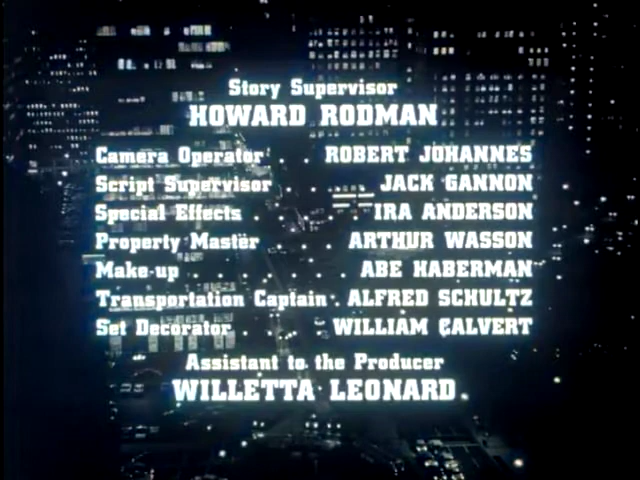 Story Supervisor
HOWARD RODMAN
Camera Operator . . ROBERT JOHANNES
Script Supervisor . . . JACK GANNON
Special Effects . . . . . IRA ANDERSON
Property Master . . . ARTHUR WASSON
Make-up . . . . . . . ABE HABERMAN
Transportation Captain . ALFRED SCHULTZ
Set Decorator . . . . WILLIAM CALVERT
Assistant to the Producer
WILLETTA LEONARD